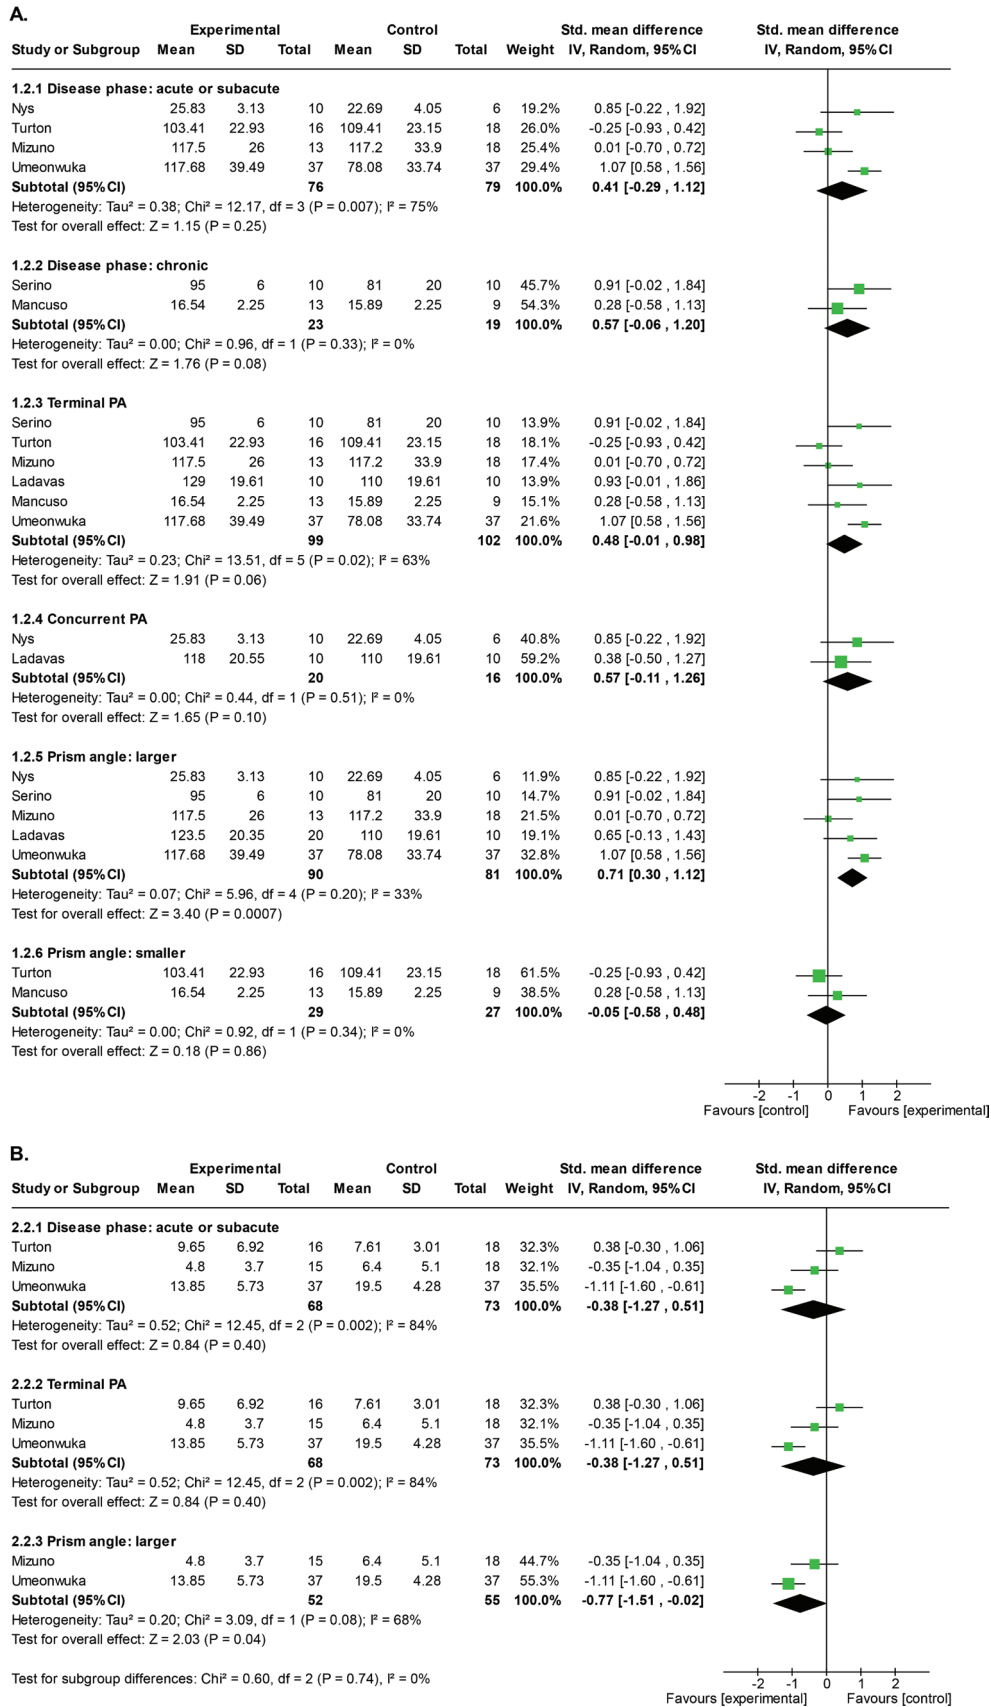 A.
Experimental Control Std. mean difference Std. mean difference
Study or Subgroup Mean SD Total Mean SD Total Weight IV, Random, 95%CI IV, Random, 95%CI
1.2.1 Disease phase: acute or subacute
Nys 25.83 3.13 10 22.69 4.05 6 19.2% 0.85 [-0.22 , 1.92]
Turton 103.41 22.93 16 109.41 23.15 18 26.0% -0.25 [-0.93 , 0.42]
Mizuno 117.5 26 13 117.2 33.9 18 25.4% 0.01 [-0.70 , 0.72]
Umeonwuka 117.68 39.49 37 78.08 33.74 37 29.4% 1.07 [0.58 , 1.56]
Subtotal (95%CI) 76 79 100.0% 0.41 [-0.29 , 1.12]
Heterogeneity: Tau² = 0.38; Chi² = 12.17, df = 3 (P = 0.007); I² = 75%
Test for overall effect: Z = 1.15 (P = 0.25)
1.2.2 Disease phase: chronic
Serino 95 6 10 81 20 10 45.7% 0.91 [-0.02 , 1.84]
Mancuso 16.54 2.25 13 15.89 2.25 9 54.3% 0.28 [-0.58 , 1.13]
Subtotal (95%CI) 23 19 100.0% 0.57 [-0.06 , 1.20]
Heterogeneity: Tau² = 0.00; Chi² = 0.96, df = 1 (P = 0.33); I² = 0%
Test for overall effect: Z = 1.76 (P = 0.08)
1.2.3 Terminal PA
Serino 95 6 10 81 20 10 13.9% 0.91 [-0.02 , 1.84]
Turton 103.41 22.93 16 109.41 23.15 18 18.1% -0.25 [-0.93 , 0.42]
Mizuno 117.5 26 13 117.2 33.9 18 17.4% 0.01 [-0.70 , 0.72]
Ladavas 129 19.61 10 110 19.61 10 13.9% 0.93 [-0.01 , 1.86]
Mancuso 16.54 2.25 13 15.89 2.25 9 15.1% 0.28 [-0.58 , 1.13]
Umeonwuka 117.68 39.49 37 78.08 33.74 37 21.6% 1.07 [0.58 , 1.56]
Subtotal (95%CI) 99 102 100.0% 0.48 [-0.01 , 0.98]
Heterogeneity: Tau² = 0.23; Chi² = 13.51, df = 5 (P = 0.02); I² = 63%
Test for overall effect: Z = 1.91 (P = 0.06)
1.2.4 Concurrent PA
Nys 25.83 3.13 10 22.69 4.05 6 40.8% 0.85 [-0.22 , 1.92]
Ladavas 118 20.55 10 110 19.61 10 59.2% 0.38 [-0.50 , 1.27]
Subtotal (95%CI) 20 16 100.0% 0.57 [-0.11 , 1.26]
Heterogeneity: Tau² = 0.00; Chi² = 0.44, df = 1 (P = 0.51); I² = 0%
Test for overall effect: Z = 1.65 (P = 0.10)
1.2.5 Prism angle: larger
Nys 25.83 3.13 10 22.69 4.05 6 11.9% 0.85 [-0.22 , 1.92]
Serino 95 6 10 81 20 10 14.7% 0.91 [-0.02 , 1.84]
Mizuno 117.5 26 13 117.2 33.9 18 21.5% 0.01 [-0.70 , 0.72]
Ladavas 123.5 20.35 20 110 19.61 10 19.1% 0.65 [-0.13 , 1.43]
Umeonwuka 117.68 39.49 37 78.08 33.74 37 32.8% 1.07 [0.58 , 1.56]
Subtotal (95%CI) 90 81 100.0% 0.71 [0.30 , 1.12]
Heterogeneity: Tau² = 0.07; Chi² = 5.96, df = 4 (P = 0.20); I² = 33%
Test for overall effect: Z = 3.40 (P = 0.0007)
1.2.6 Prism angle: smaller
Turton 103.41 22.93 16 109.41 23.15 18 61.5% -0.25 [-0.93 , 0.42]
Mancuso 16.54 2.25 13 15.89 2.25 9 38.5% 0.28 [-0.58 , 1.13]
Subtotal (95%CI) 29 27 100.0% -0.05 [-0.58 , 0.48]
Heterogeneity: Tau² = 0.00; Chi² = 0.92, df = 1 (P = 0.34); I² = 0%
Test for overall effect: Z = 0.18 (P = 0.86)
-2 -1 0 1 2
Favours [control] Favours [experimental]
B.
Experimental Control Std. mean difference Std. mean difference
Study or Subgroup Mean SD Total Mean SD Total Weight IV, Random, 95%CI IV, Random, 95%CI
2.2.1 Disease phase: acute or subacute
Turton 9.65 6.92 16 7.61 3.01 18 32.3% 0.38 [-0.30 , 1.06]
Mizuno 4.8 3.7 15 6.4 5.1 18 32.1% -0.35 [-1.04 , 0.35]
Umeonwuka 13.85 5.73 37 19.5 4.28 37 35.5% -1.11 [-1.60 , -0.61]
Subtotal (95%CI) 68 73 100.0% -0.38 [-1.27 , 0.51]
Heterogeneity: Tau² = 0.52; Chi² = 12.45, df = 2 (P = 0.002); I² = 84%
Test for overall effect: Z = 0.84 (P = 0.40)
2.2.2 Terminal PA
Turton 9.65 6.92 16 7.61 3.01 18 32.3% 0.38 [-0.30 , 1.06]
Mizuno 4.8 3.7 15 6.4 5.1 18 32.1% -0.35 [-1.04 , 0.35]
Umeonwuka 13.85 5.73 37 19.5 4.28 37 35.5% -1.11 [-1.60 , -0.61]
Subtotal (95%CI) 68 73 100.0% -0.38 [-1.27 , 0.51]
Heterogeneity: Tau² = 0.52; Chi² = 12.45, df = 2 (P = 0.002); I² = 84%
Test for overall effect: Z = 0.84 (P = 0.40)
2.2.3 Prism angle: larger
Mizuno 4.8 3.7 15 6.4 5.1 18 44.7% -0.35 [-1.04 , 0.35]
Umeonwuka 13.85 5.73 37 19.5 4.28 37 55.3% -1.11 [-1.60 , -0.61]
Subtotal (95%CI) 52 55 100.0% -0.77 [-1.51 , -0.02]
Heterogeneity: Tau² = 0.20; Chi² = 3.09, df = 1 (P = 0.08); I² = 68%
Test for overall effect: Z = 2.03 (P = 0.04)
Test for subgroup differences: Chi² = 0.60, df = 2 (P = 0.74), I² = 0%
-2 -1 0 1 2
Favours [experimental] Favours [control]